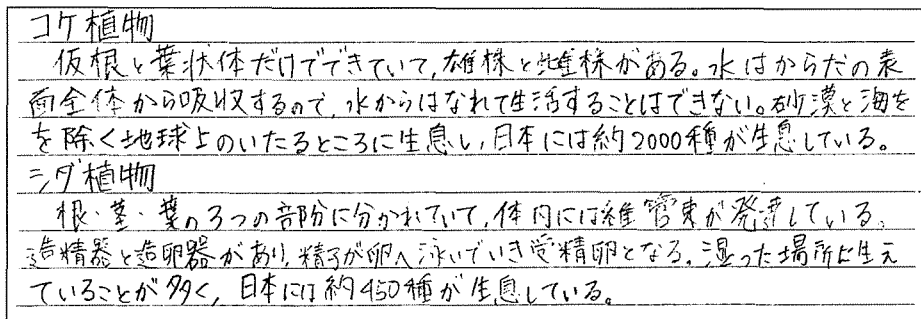 コケ植物
仮根と葉状体だけでできていて、雄株と雌株がある。水はからだの表
面全体から吸収するので、水からはなれて生活することはできない。砂漠と海を
を除く地球上のいたるところに生息し、日本には約2000種が生息している。
シダ植物
根・茎・葉の3つの部分に分かれていて、体内には維管束が発達している。
造精器と造卵器があり、精子が卵へ泳いでいき受精卵となる。湿った場所に生え
ていることが多く、日本には約450種が生息している。